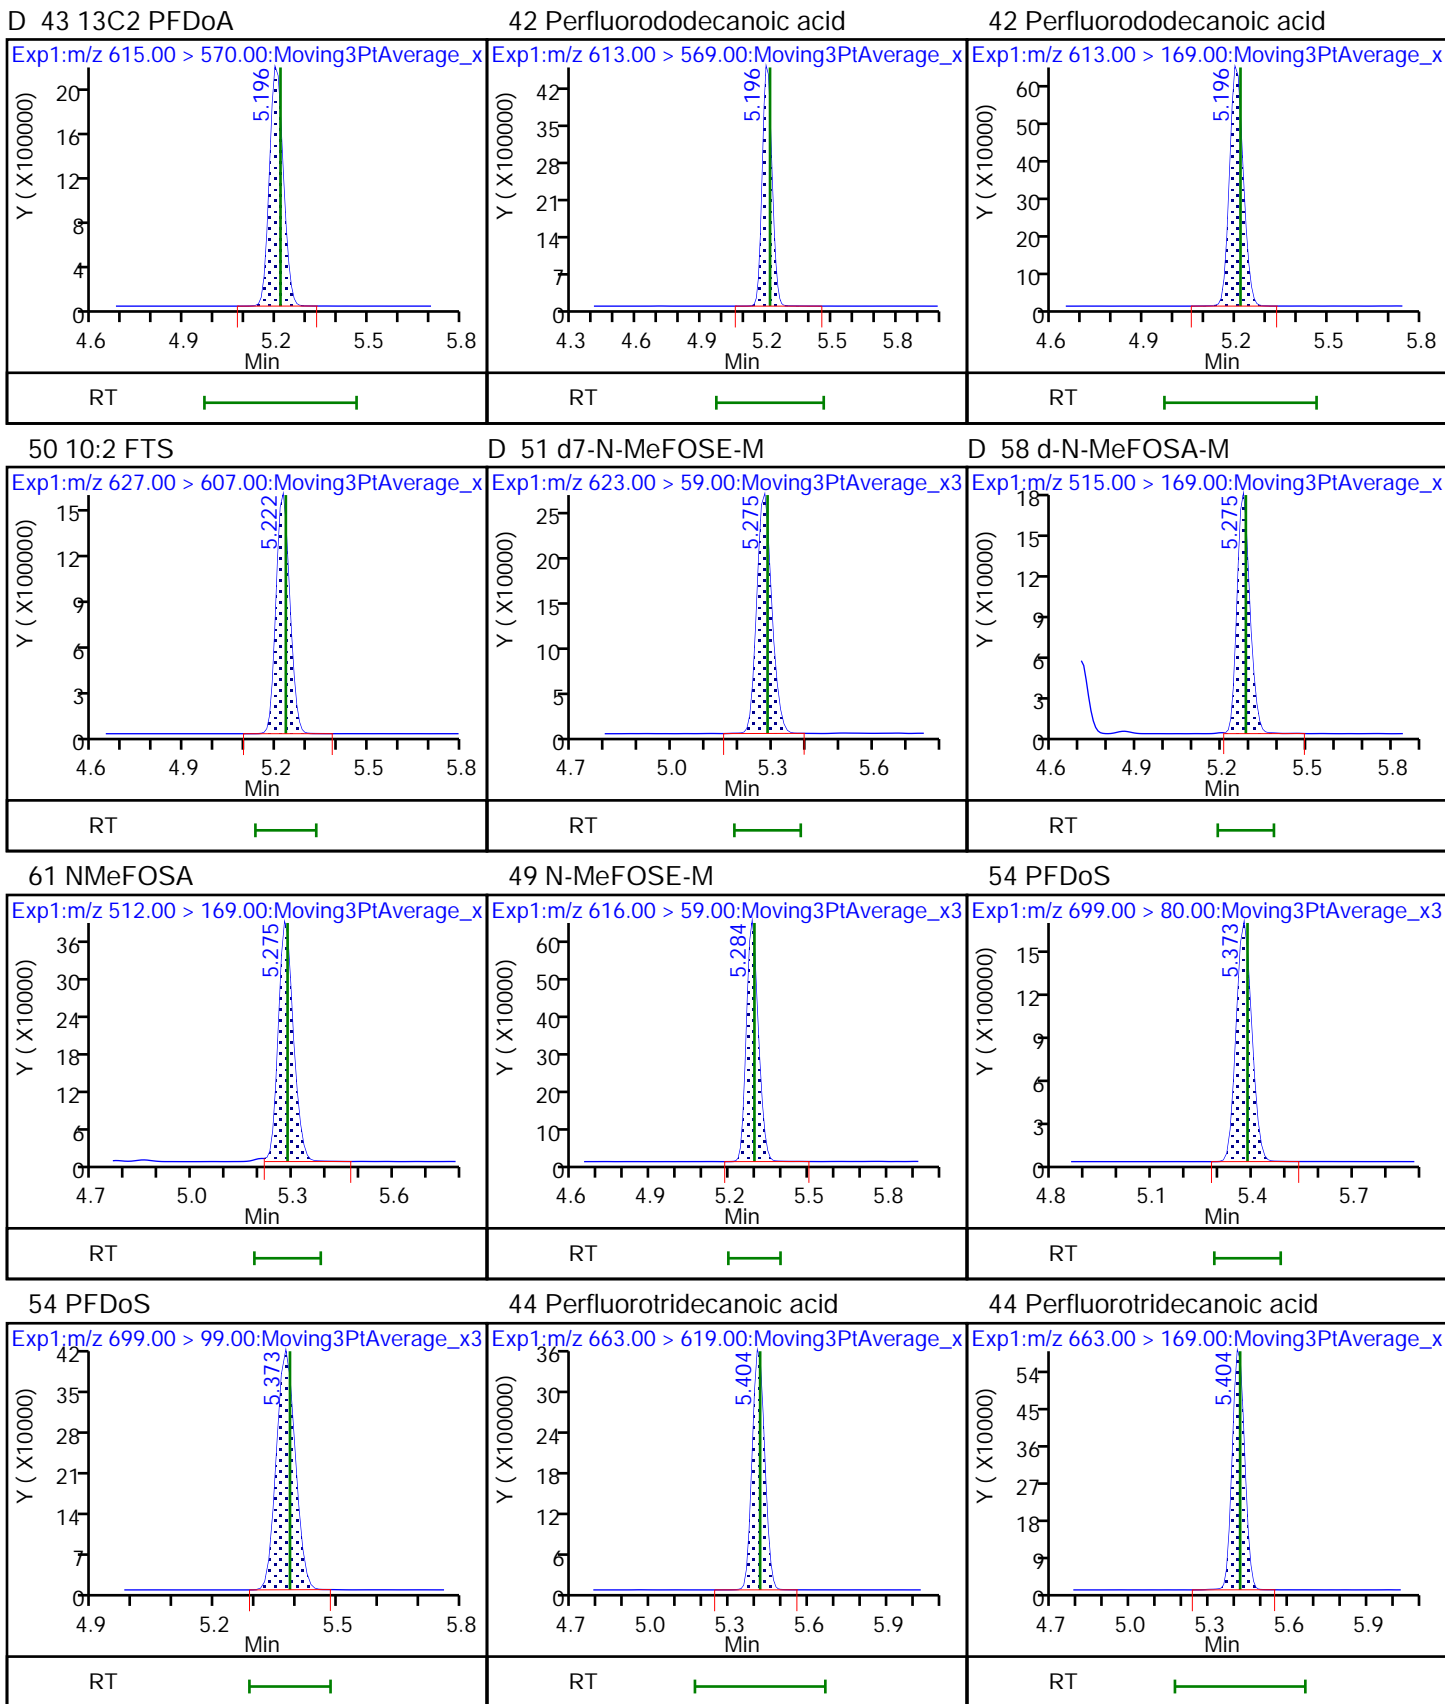 D 43 13C2 PFDoA
Exp1:m/z 615.00 > 570.00:Moving3PtAverage_x
Y ( X100000)
20
16
12
8
4
0
5.196
4.6 4.9 5.2 5.5 5.8
Min
RT
42 Perfluorododecanoic acid
Exp1:m/z 613.00 > 569.00:Moving3PtAverage_x
Y ( X100000)
42
35
28
21
14
7
0
5.196
4.3 4.6 4.9 5.2 5.5 5.8
Min
RT
42 Perfluorododecanoic acid
Exp1:m/z 613.00 > 169.00:Moving3PtAverage_x
Y ( X10000)
60
50
40
30
20
10
0
5.196
4.6 4.9 5.2 5.5 5.8
Min
RT
50 10:2 FTS
Exp1:m/z 627.00 > 607.00:Moving3PtAverage_x
Y ( X100000)
15
12
9
6
3
0
5.222
4.6 4.9 5.2 5.5 5.8
Min
RT
D 51 d7-N-MeFOSE-M
Exp1:m/z 623.00 > 59.00:Moving3PtAverage_x3
Y ( X10000)
25
20
15
10
5
0
5.275
4.7 5.0 5.3 5.6
Min
RT
D 58 d-N-MeFOSA-M
Exp1:m/z 515.00 > 169.00:Moving3PtAverage_x
Y ( X10000)
18
15
12
9
6
3
0
5.275
4.6 4.9 5.2 5.5 5.8
Min
RT
61 NMeFOSA
Exp1:m/z 512.00 > 169.00:Moving3PtAverage_x
Y ( X10000)
36
30
24
18
12
6
0
5.275
4.7 5.0 5.3 5.6
Min
RT
49 N-MeFOSE-M
Exp1:m/z 616.00 > 59.00:Moving3PtAverage_x3
Y ( X10000)
60
50
40
30
20
10
0
5.284
4.6 4.9 5.2 5.5 5.8
Min
RT
54 PFDoS
Exp1:m/z 699.00 > 80.00:Moving3PtAverage_x3
Y ( X100000)
15
12
9
6
3
0
5.373
4.8 5.1 5.4 5.7
Min
RT
54 PFDoS
Exp1:m/z 699.00 > 99.00:Moving3PtAverage_x3
Y ( X10000)
42
35
28
21
14
7
0
5.373
4.9 5.2 5.5 5.8
Min
RT
44 Perfluorotridecanoic acid
Exp1:m/z 663.00 > 619.00:Moving3PtAverage_x
Y ( X100000)
36
30
24
18
12
6
0
5.404
4.7 5.0 5.3 5.6 5.9
Min
RT
44 Perfluorotridecanoic acid
Exp1:m/z 663.00 > 169.00:Moving3PtAverage_x
Y ( X10000)
54
45
36
27
18
9
0
5.404
4.7 5.0 5.3 5.6 5.9
Min
RT